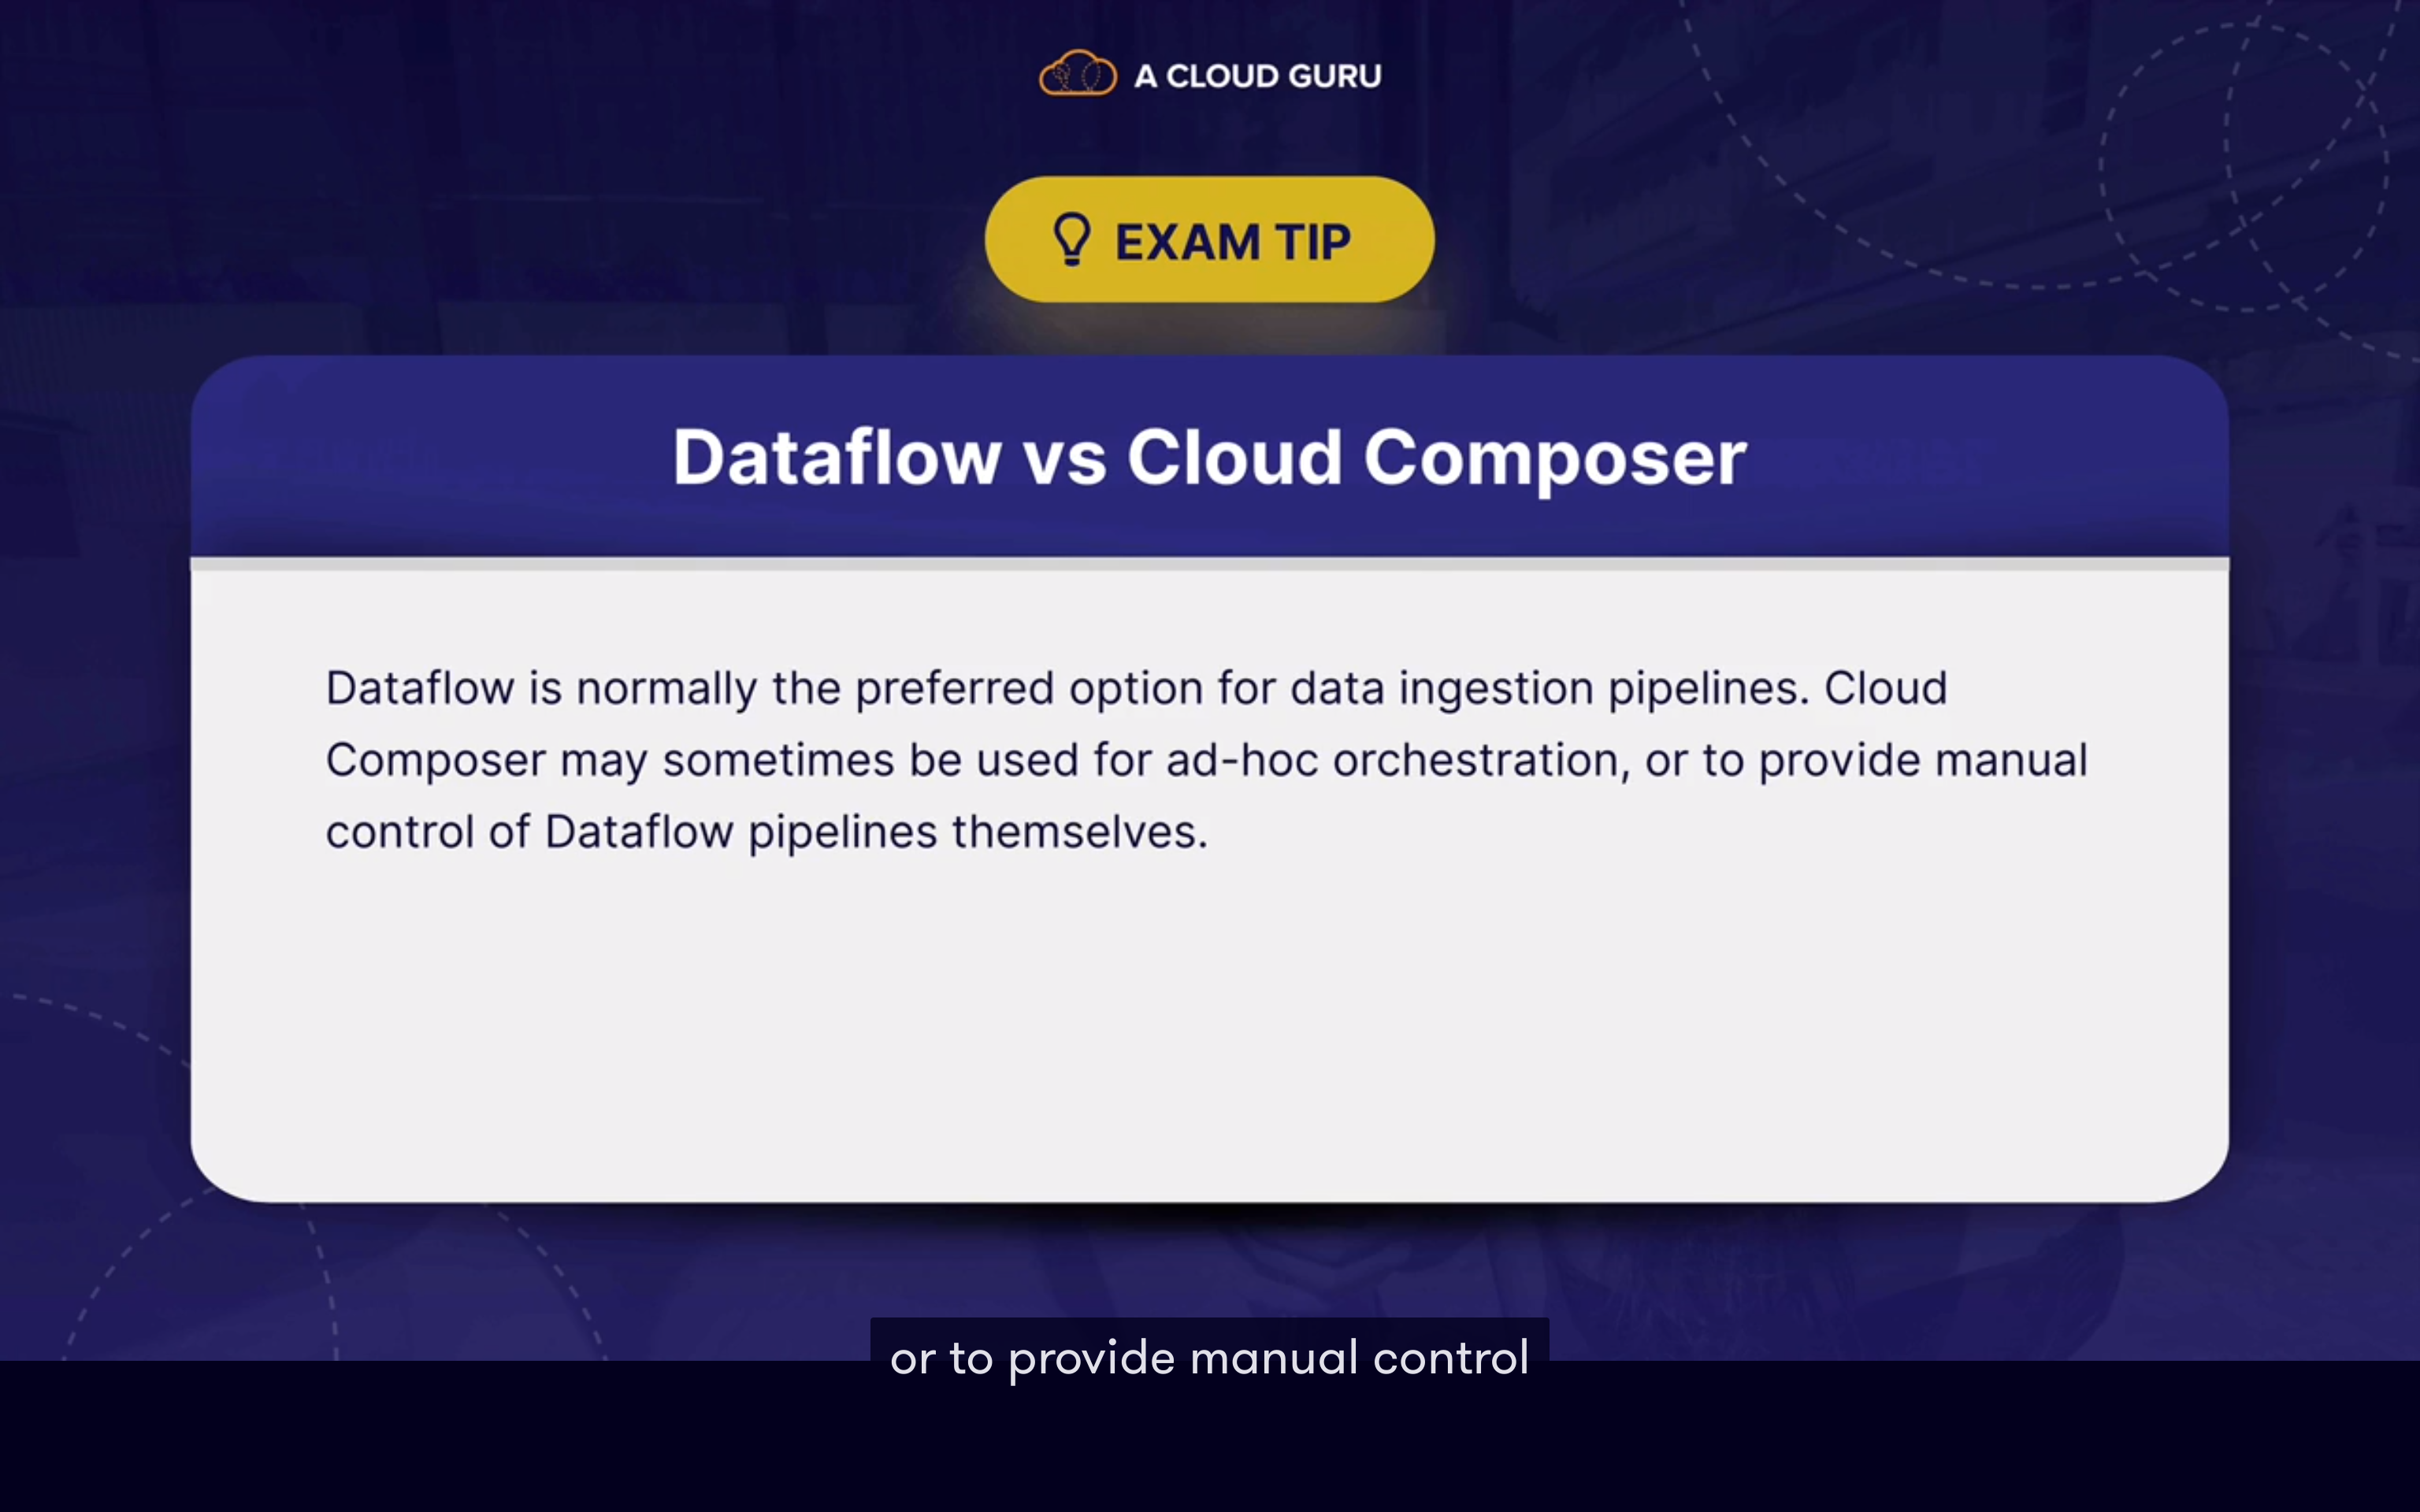 A CLOUD GURU
EXAM TIP
Dataflow vs Cloud Composer
Dataflow is normally the preferred option for data ingestion pipelines. Cloud
Composer may sometimes be used for ad-hoc orchestration, or to provide manual
control of Dataflow pipelines themselves.
or to provide manual control